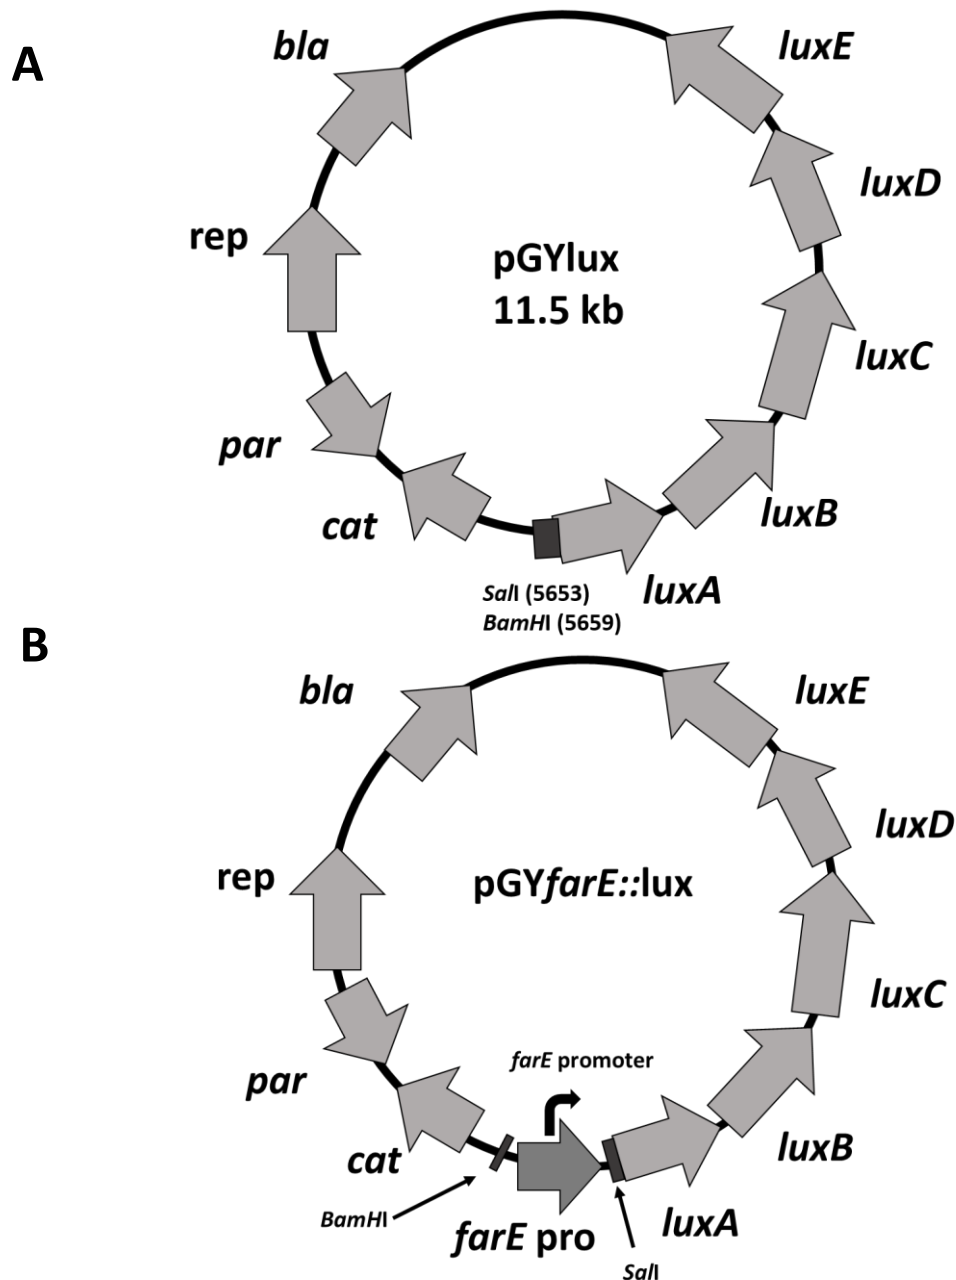 A
bla
luxE
luxD
rep
pGYlux
11.5 kb
luxC
par
cat
luxB
SalI (5653)
BamHI (5659)
luxA
B
bla
luxE
luxD
rep
pGYfarE::lux
luxC
farE promoter
par
cat
luxB
BamHI
farE pro
luxA
SalI